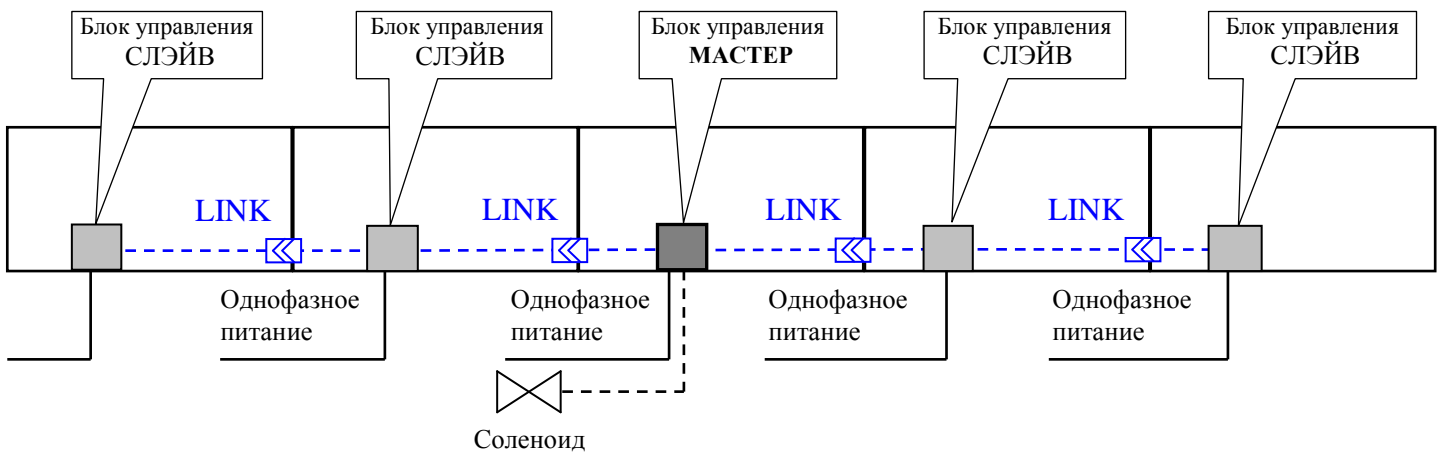 Блок управления
СЛЭЙВ
Блок управления
СЛЭЙВ
Блок управления
МАСТЕР
Блок управления
СЛЭЙВ
Блок управления
СЛЭЙВ
LINK
LINK
LINK
LINK
Однофазное
питание
Однофазное
питание
Однофазное
питание
Однофазное
питание
Соленоид